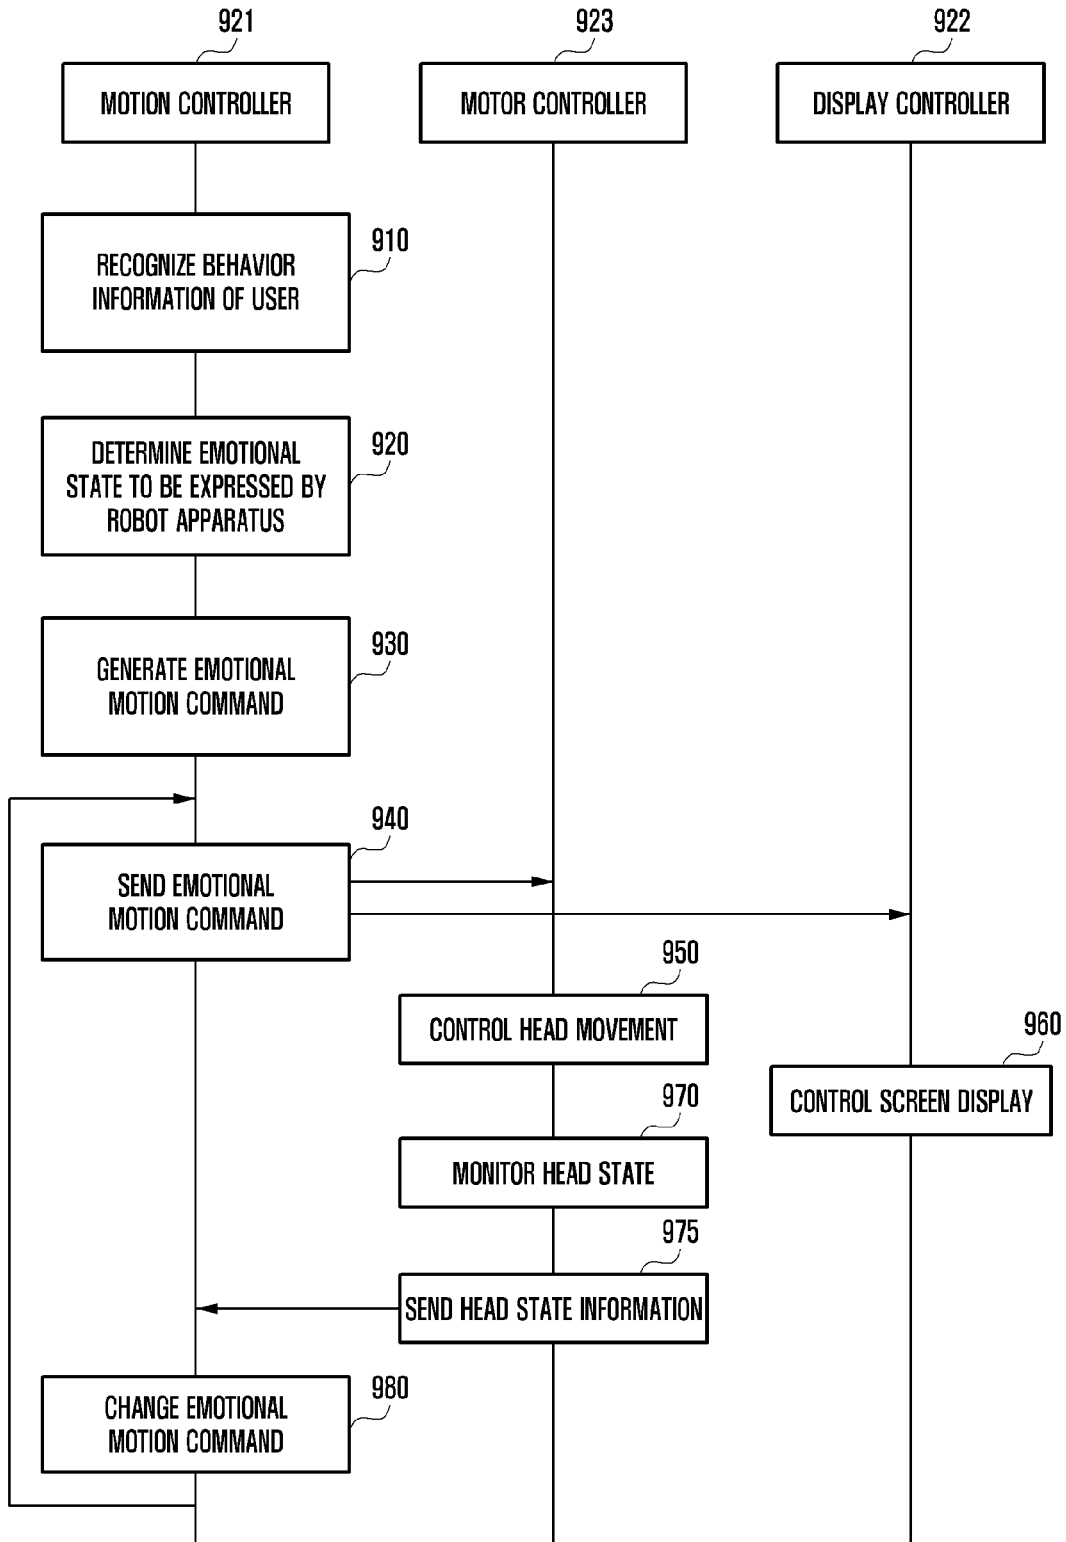 921
923
922
MOTION CONTROLLER
MOTOR CONTROLLER
DISPLAY CONTROLLER
910
RECOGNIZE BEHAVIOR
INFORMATION OF USER
920
DETERMINE EMOTIONAL
STATE TO BE EXPRESSED BY
ROBOT APPARATUS
930
GENERATE EMOTIONAL
MOTION COMMAND
940
SEND EMOTIONAL
MOTION COMMAND
950
CONTROL HEAD MOVEMENT
960
CONTROL SCREEN DISPLAY
970
MONITOR HEAD STATE
975
SEND HEAD STATE INFORMATION
980
CHANGE EMOTIONAL
MOTION COMMAND